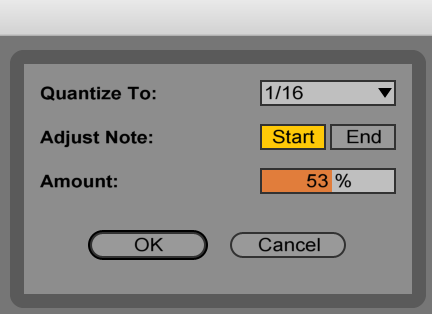 Quantize To: 1/16
Adjust Note: Start End
Amount: 53 %
OK Cancel